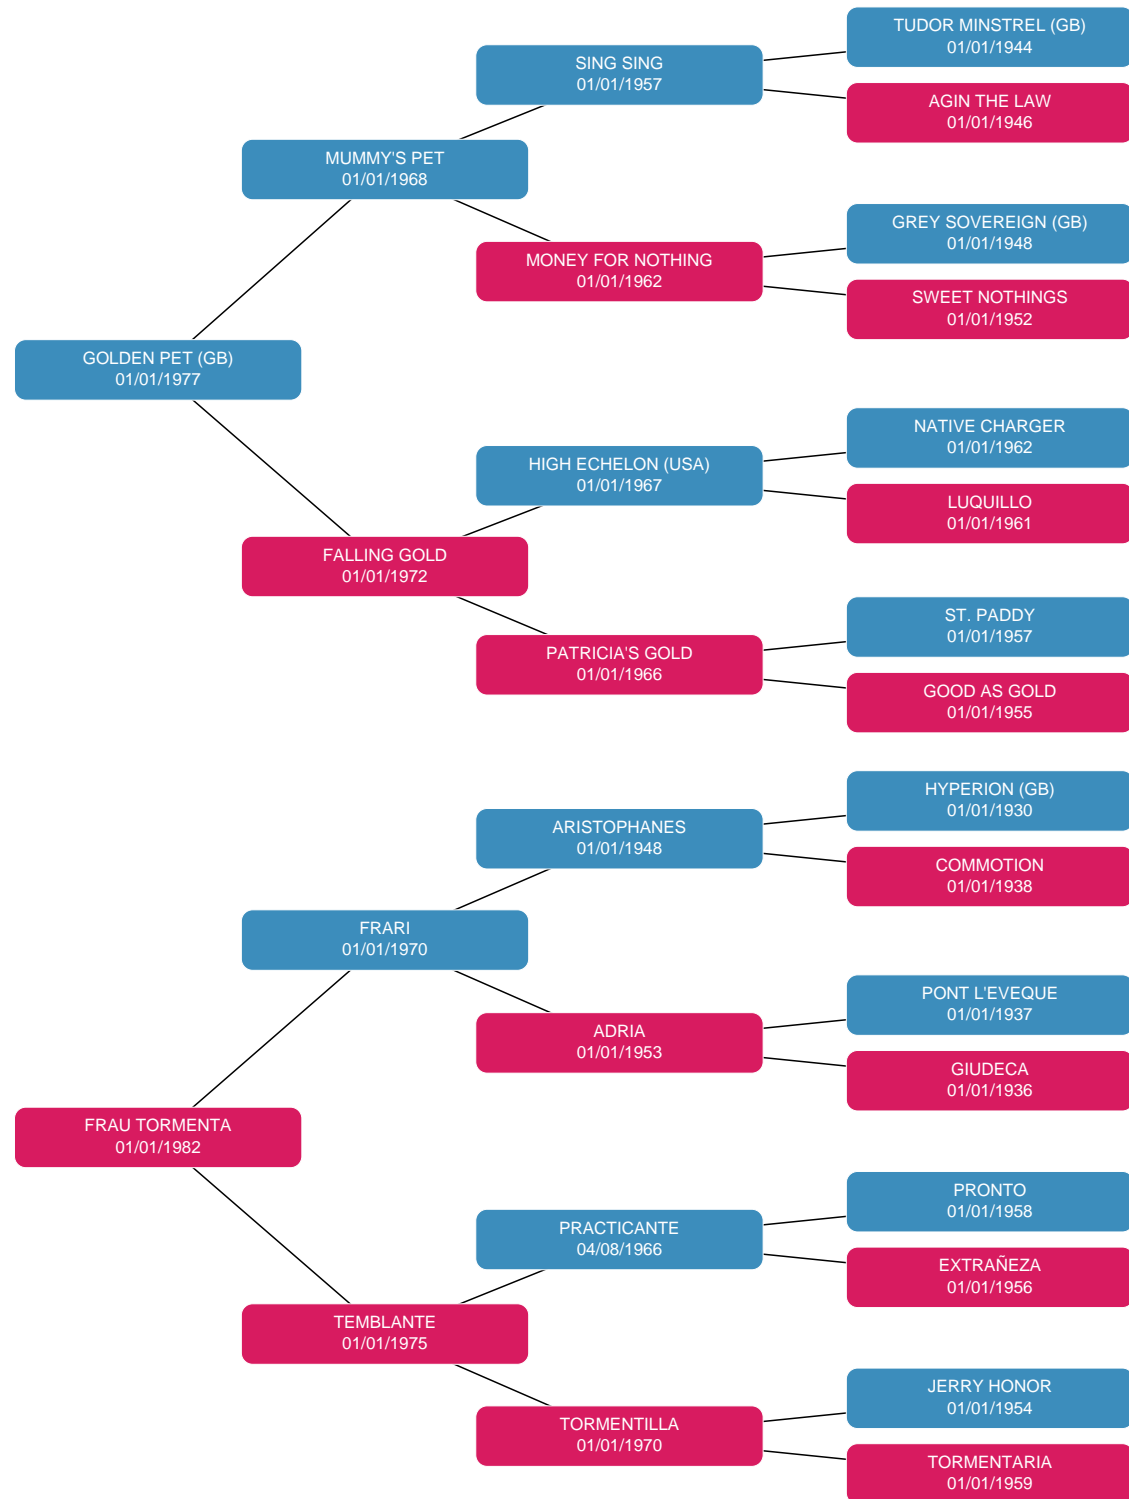 TUDOR MINSTREL (GB)
01/01/1944
SING SING
01/01/1957
AGIN THE LAW
01/01/1946
MUMMY'S PET
01/01/1968
GREY SOVEREIGN (GB)
01/01/1948
MONEY FOR NOTHING
01/01/1962
SWEET NOTHINGS
01/01/1952
GOLDEN PET (GB)
01/01/1977
NATIVE CHARGER
01/01/1962
HIGH ECHELON (USA)
01/01/1967
LUQUILLO
01/01/1961
FALLING GOLD
01/01/1972
ST. PADDY
01/01/1957
PATRICIA'S GOLD
01/01/1966
GOOD AS GOLD
01/01/1955
HYPERION (GB)
01/01/1930
ARISTOPHANES
01/01/1948
COMMOTION
01/01/1938
FRARI
01/01/1970
PONT L'EVEQUE
01/01/1937
ADRIA
01/01/1953
GIUDECA
01/01/1936
FRAU TORMENTA
01/01/1982
PRONTO
01/01/1958
PRACTICANTE
04/08/1966
EXTRAÑEZA
01/01/1956
TEMBLANTE
01/01/1975
JERRY HONOR
01/01/1954
TORMENTILLA
01/01/1970
TORMENTARIA
01/01/1959